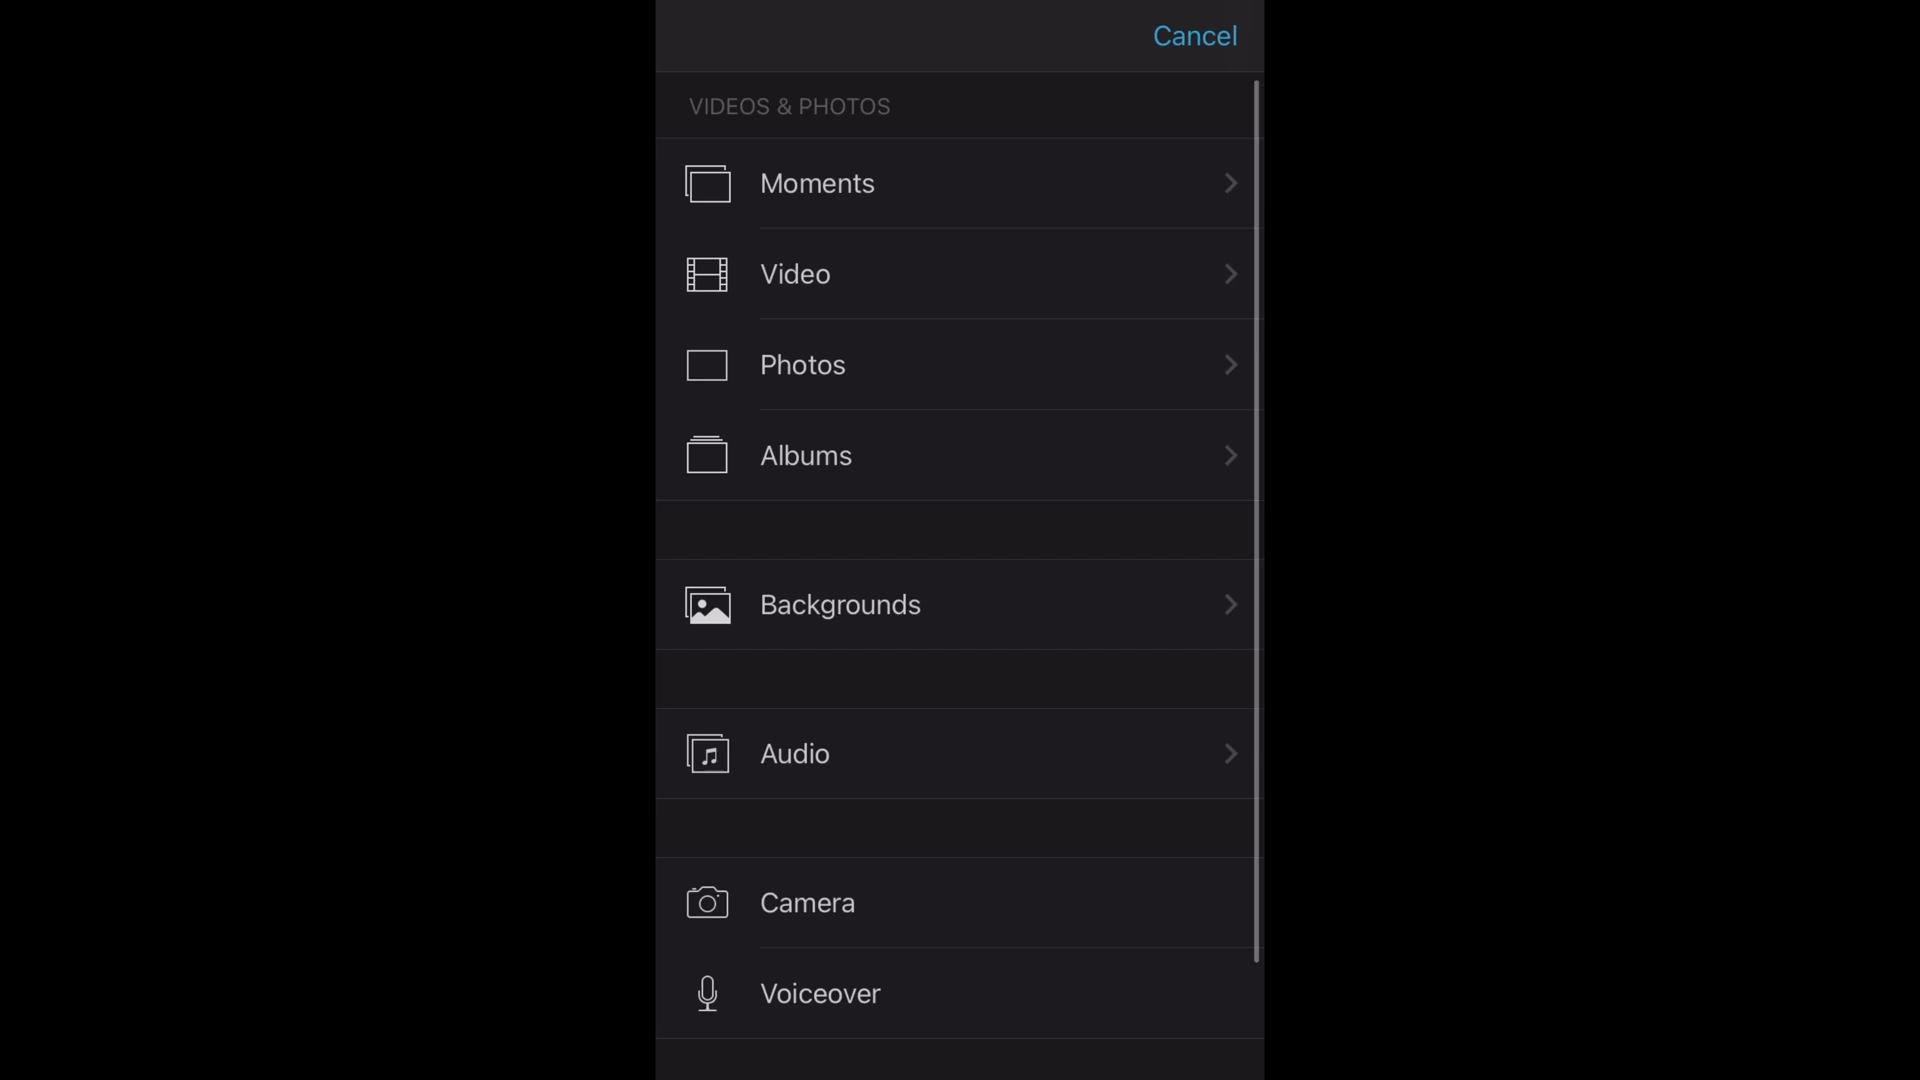 Cancel
VIDEOS & PHOTOS
Moments
Video
Photos
Albums
Backgrounds
Audio
Camera
Voiceover